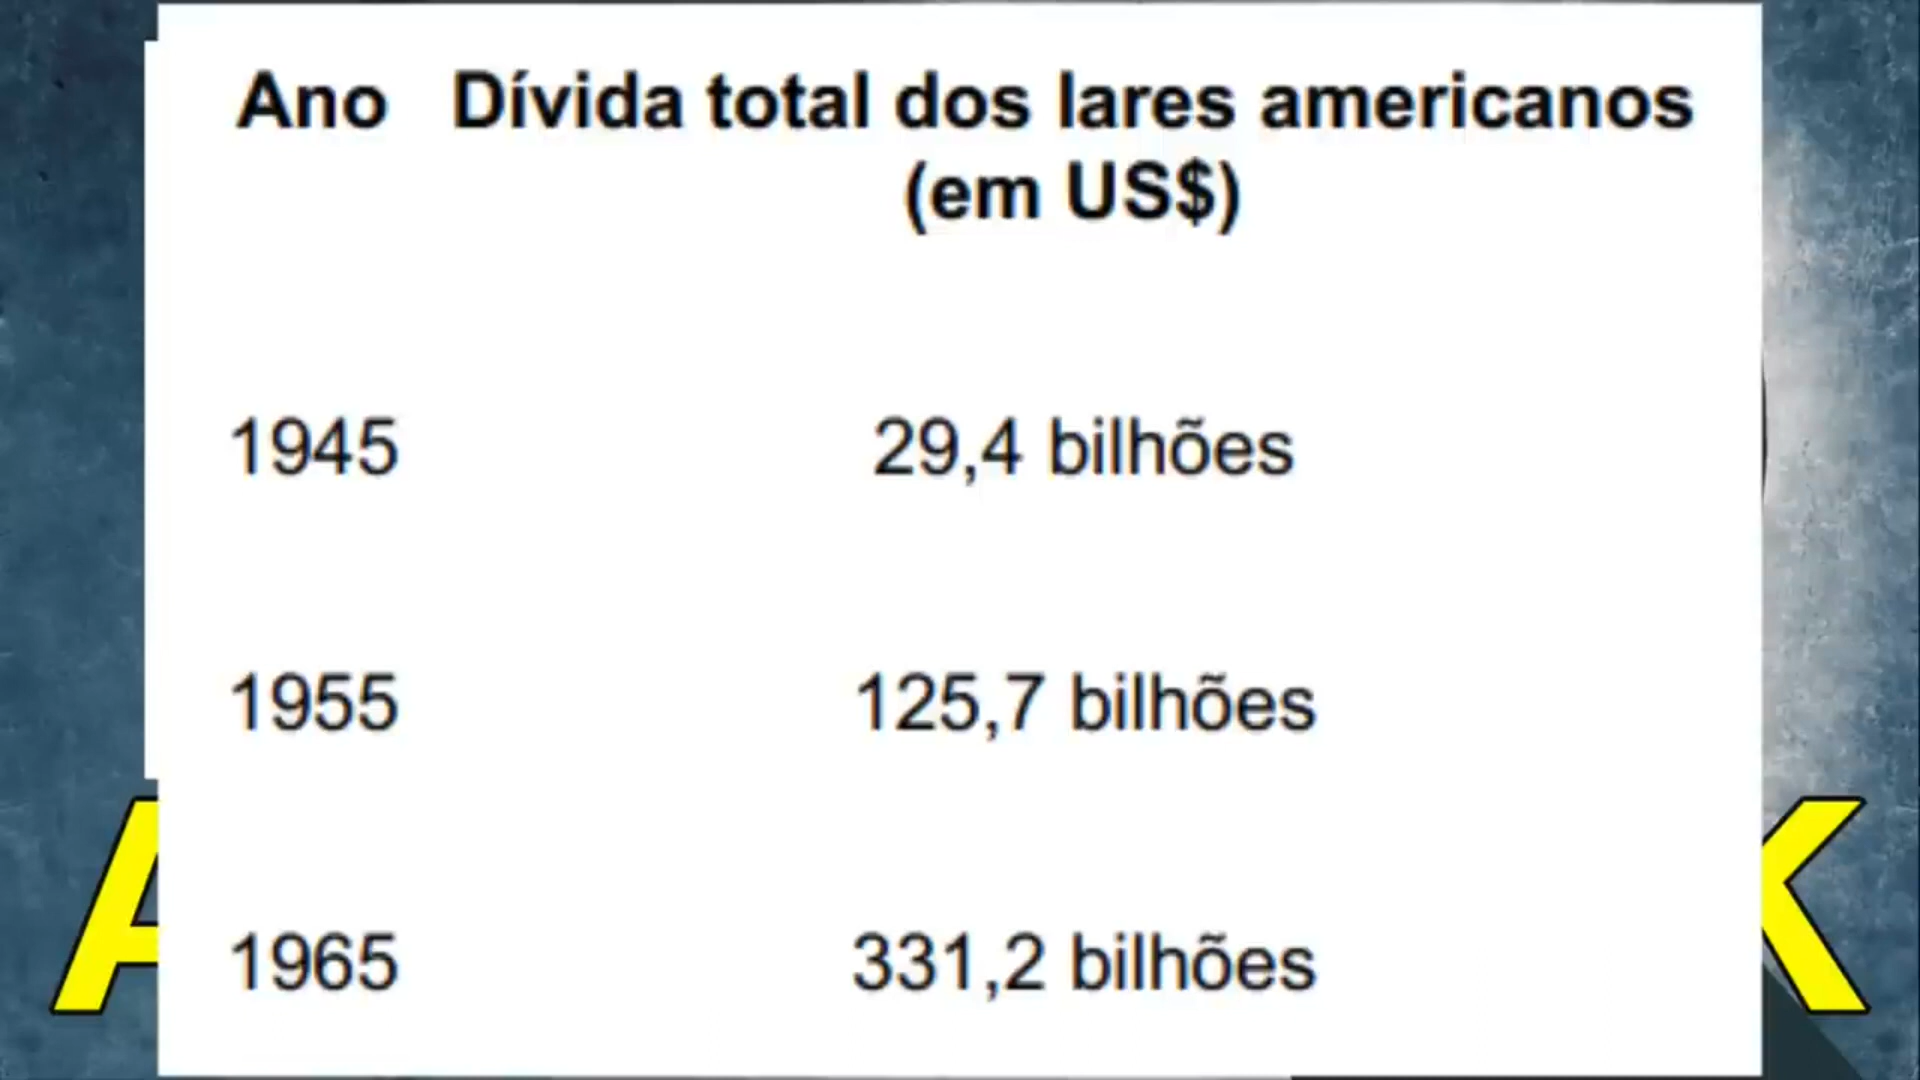 Ano Dívida total dos lares americanos
(em US$)
1945 29,4 bilhões
1955 125,7 bilhões
1965 331,2 bilhões
A K